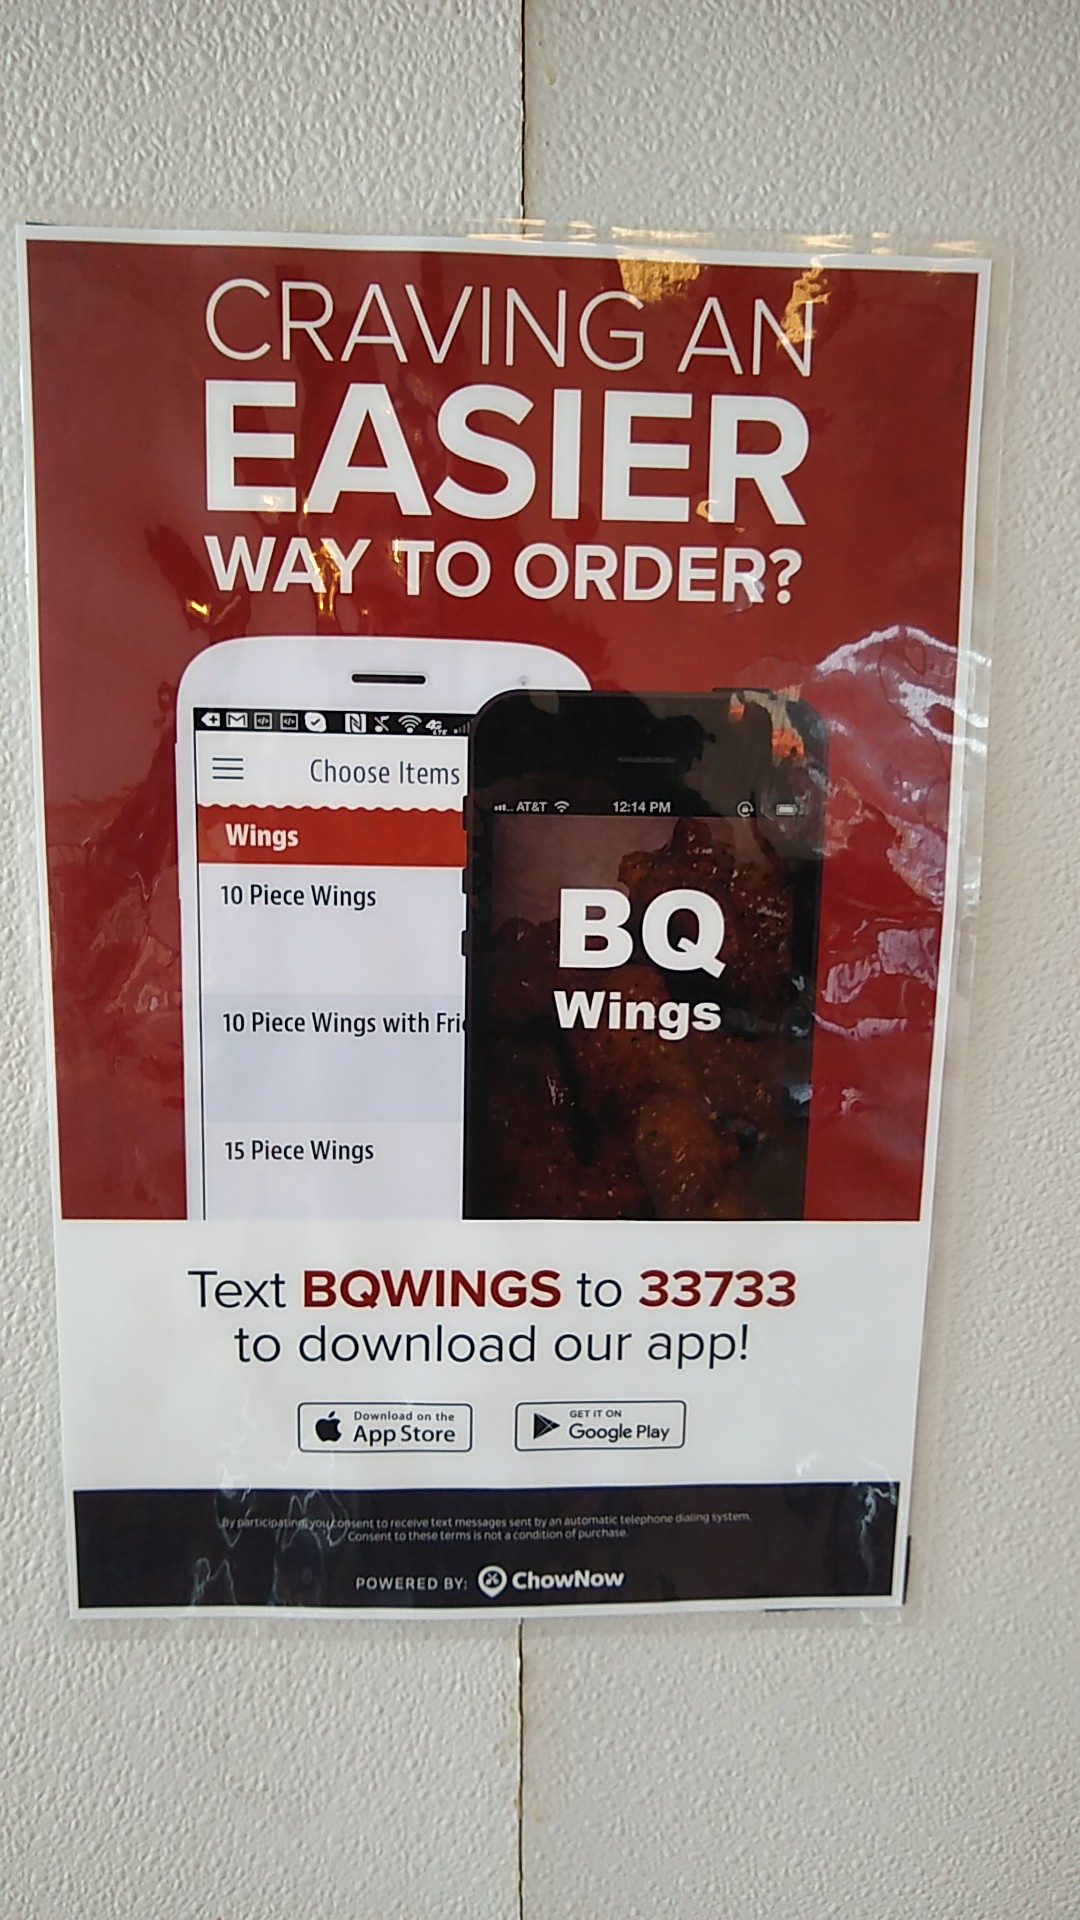 CRAVING AN
EASIER
WAY TO ORDER?
4G
LTE
Choose Items
Wings
10 Piece Wings
10 Piece Wings with Fri
15 Piece Wings
AT&T 12:14 PM
BQ
Wings
Text BQWINGS to 33733
to download our app!
Download on the
App Store
GET IT ON
Google Play
By participating, you consent to receive text messages sent by an automatic telephone dialing system.
Consent to these terms is not a condition of purchase.
POWERED BY: ChowNow